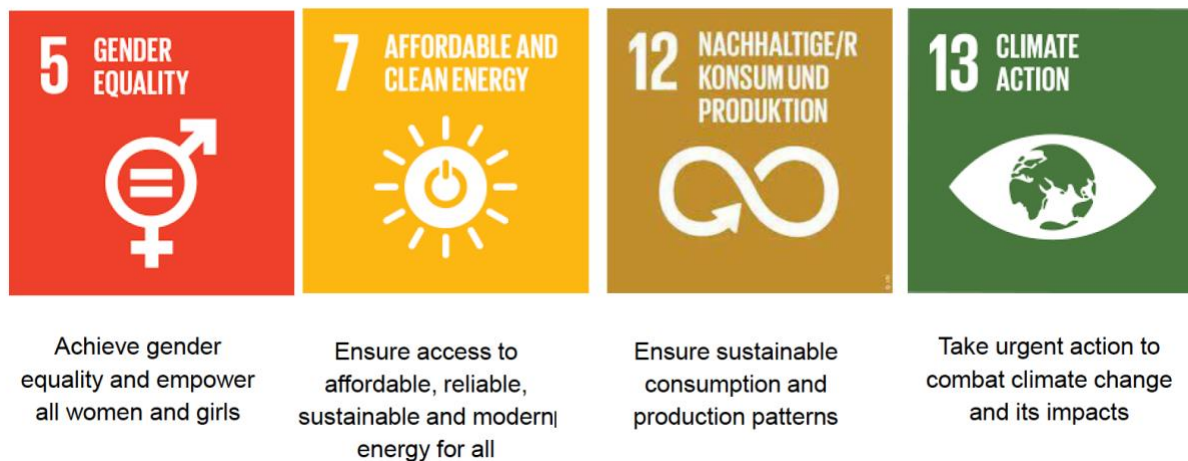 5 GENDER
EQUALITY
7 AFFORDABLE AND
CLEAN ENERGY
12 NACHHALTIGE/R
KONSUM UND
PRODUKTION
13 CLIMATE
ACTION
Achieve gender
equality and empower
all women and girls
Ensure access to
affordable, reliable,
sustainable and modern
energy for all
Ensure sustainable
consumption and
production patterns
Take urgent action to
combat climate change
and its impacts